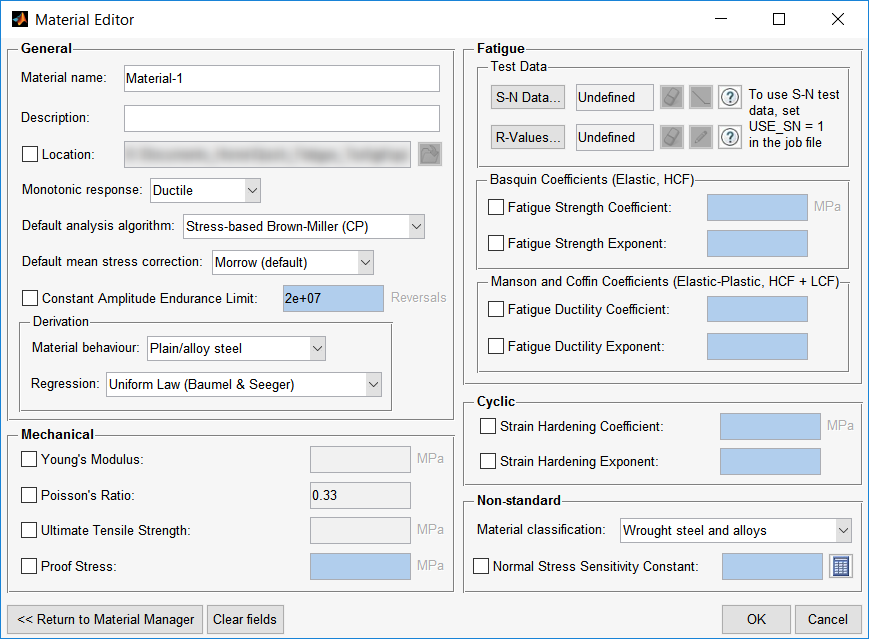 Material Editor
General
Material name: Material-1
Description:
Location:
Monotonic response: Ductile
Default analysis algorithm: Stress-based Brown-Miller (CP)
Default mean stress correction: Morrow (default)
Constant Amplitude Endurance Limit: 2e+07 Reversals
Derivation
Material behaviour: Plain/alloy steel
Regression: Uniform Law (Baumel & Seeger)
Mechanical
Young's Modulus: MPa
Poisson's Ratio: 0.33
Ultimate Tensile Strength: MPa
Proof Stress: MPa
Fatigue
Test Data
S-N Data... Undefined ?
R-Values... Undefined ?
To use S-N test
data, set
USE_SN = 1
in the job file
Basquin Coefficients (Elastic, HCF)
Fatigue Strength Coefficient: MPa
Fatigue Strength Exponent:
Manson and Coffin Coefficients (Elastic-Plastic, HCF + LCF)
Fatigue Ductility Coefficient:
Fatigue Ductility Exponent:
Cyclic
Strain Hardening Coefficient: MPa
Strain Hardening Exponent:
Non-standard
Material classification: Wrought steel and alloys
Normal Stress Sensitivity Constant:
<< Return to Material Manager Clear fields OK Cancel